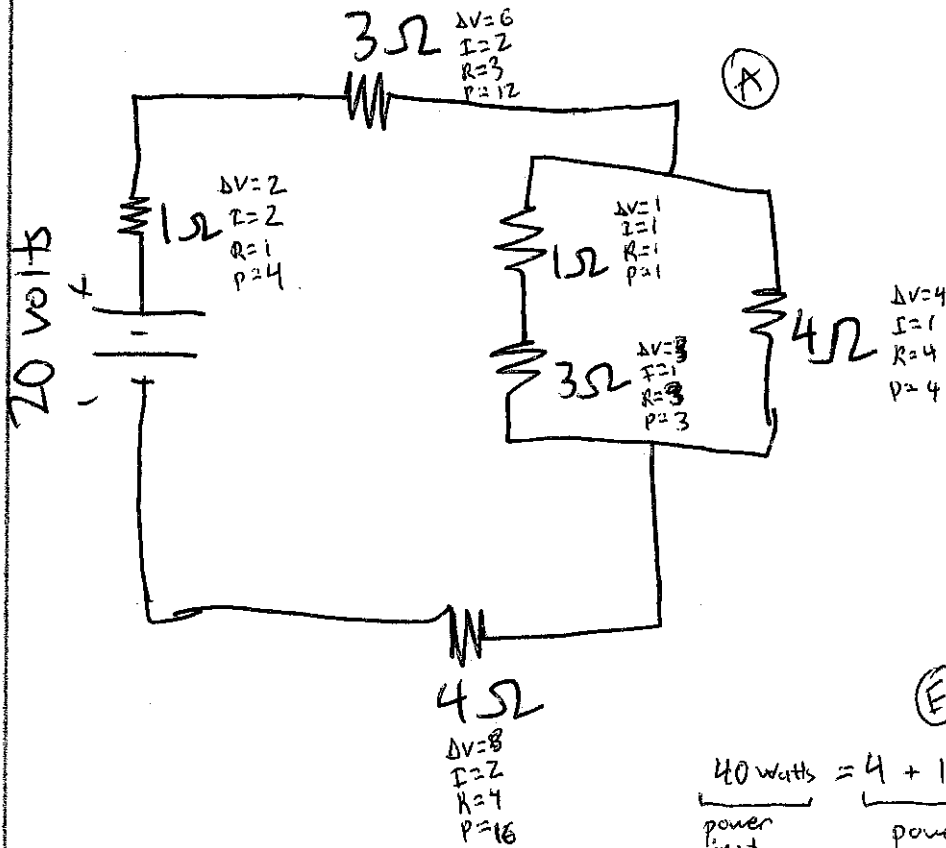 3Ω
ΔV=6
I=2
R=3
P=12
A
1Ω
ΔV=2
I=2
R=1
P=4
20 volts
+
-
-
1Ω
ΔV=1
I=1
R=1
P=1
3Ω
ΔV=3
I=1
R=3
P=3
4Ω
ΔV=4
I=1
R=4
P=4
4Ω
ΔV=8
I=2
R=4
P=16
E
40 watts = 4 + 1
power